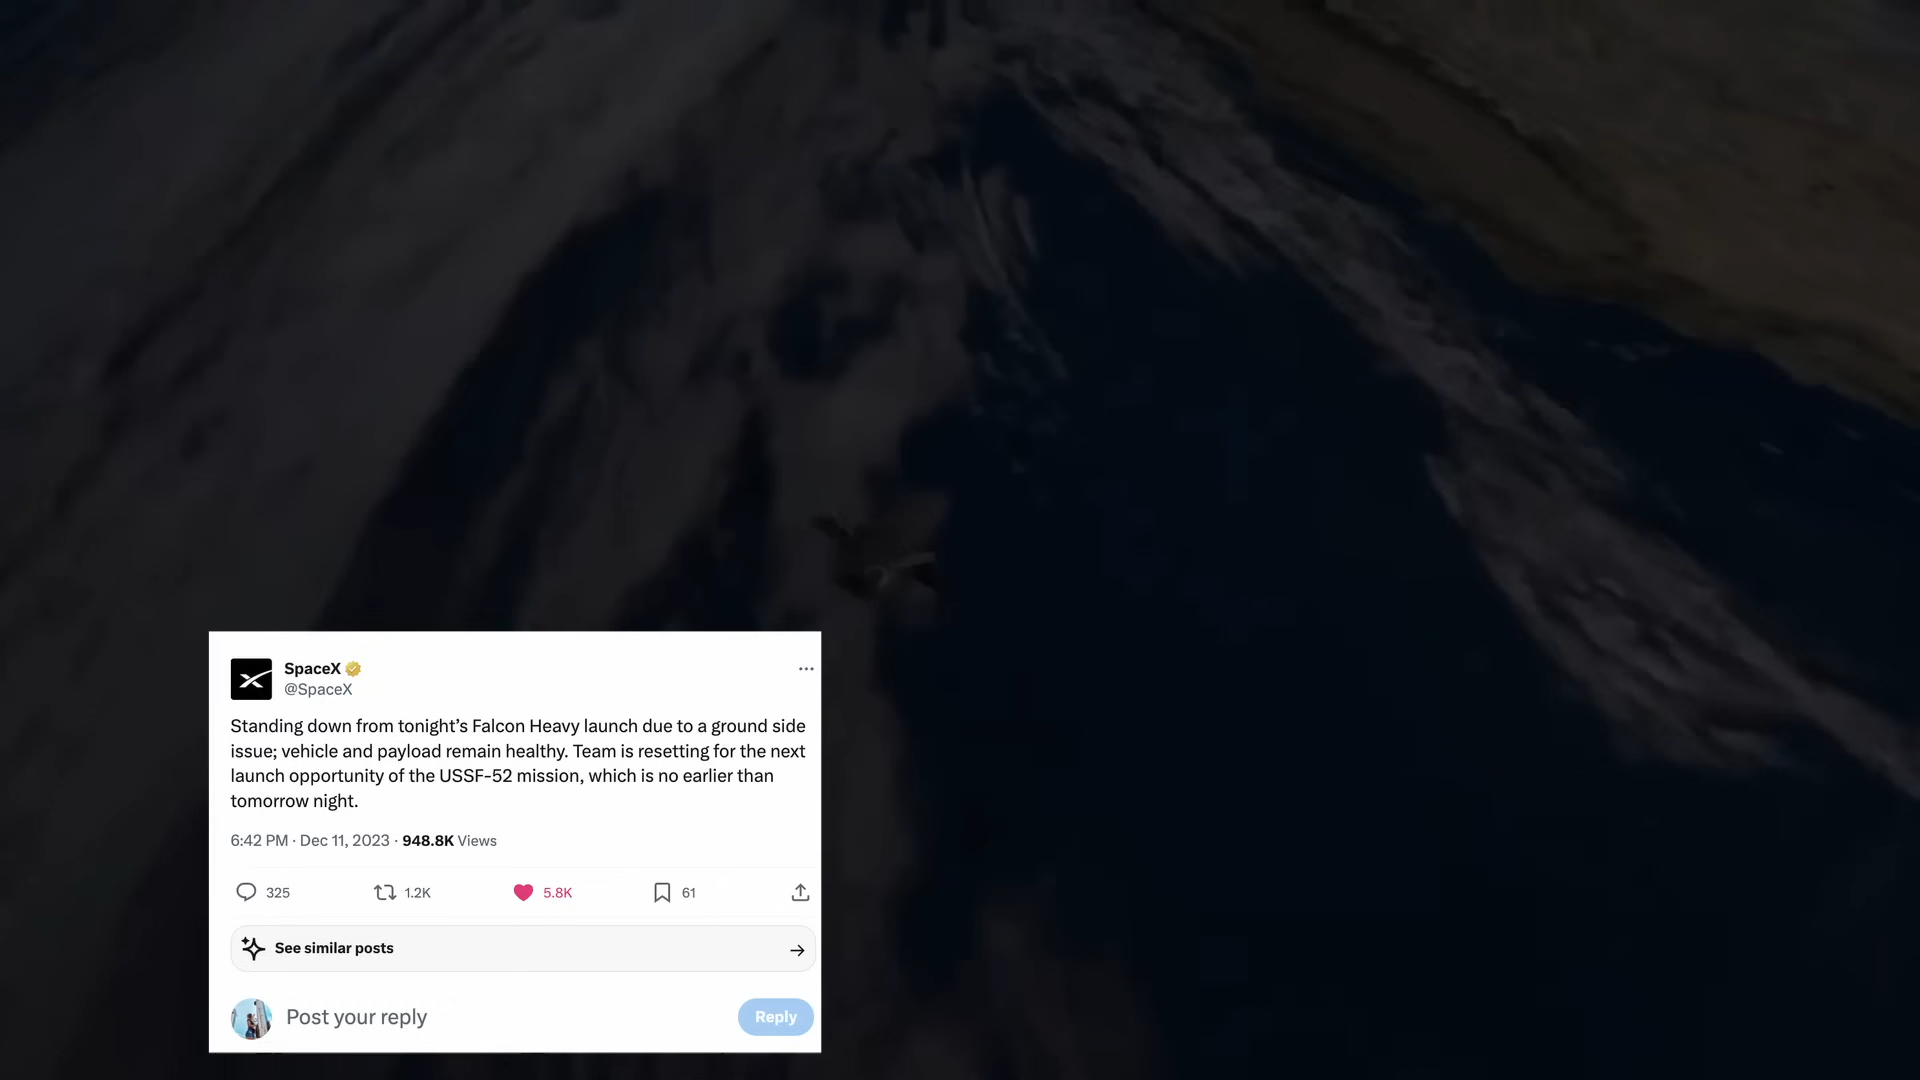 SpaceX
@SpaceX
Standing down from tonight’s Falcon Heavy launch due to a ground side
issue; vehicle and payload remain healthy. Team is resetting for the next
launch opportunity of the USSF-52 mission, which is no earlier than
tomorrow night.
6:42 PM · Dec 11, 2023 · 948.8K Views
325 1.2K 5.8K 61
See similar posts
Post your reply Reply